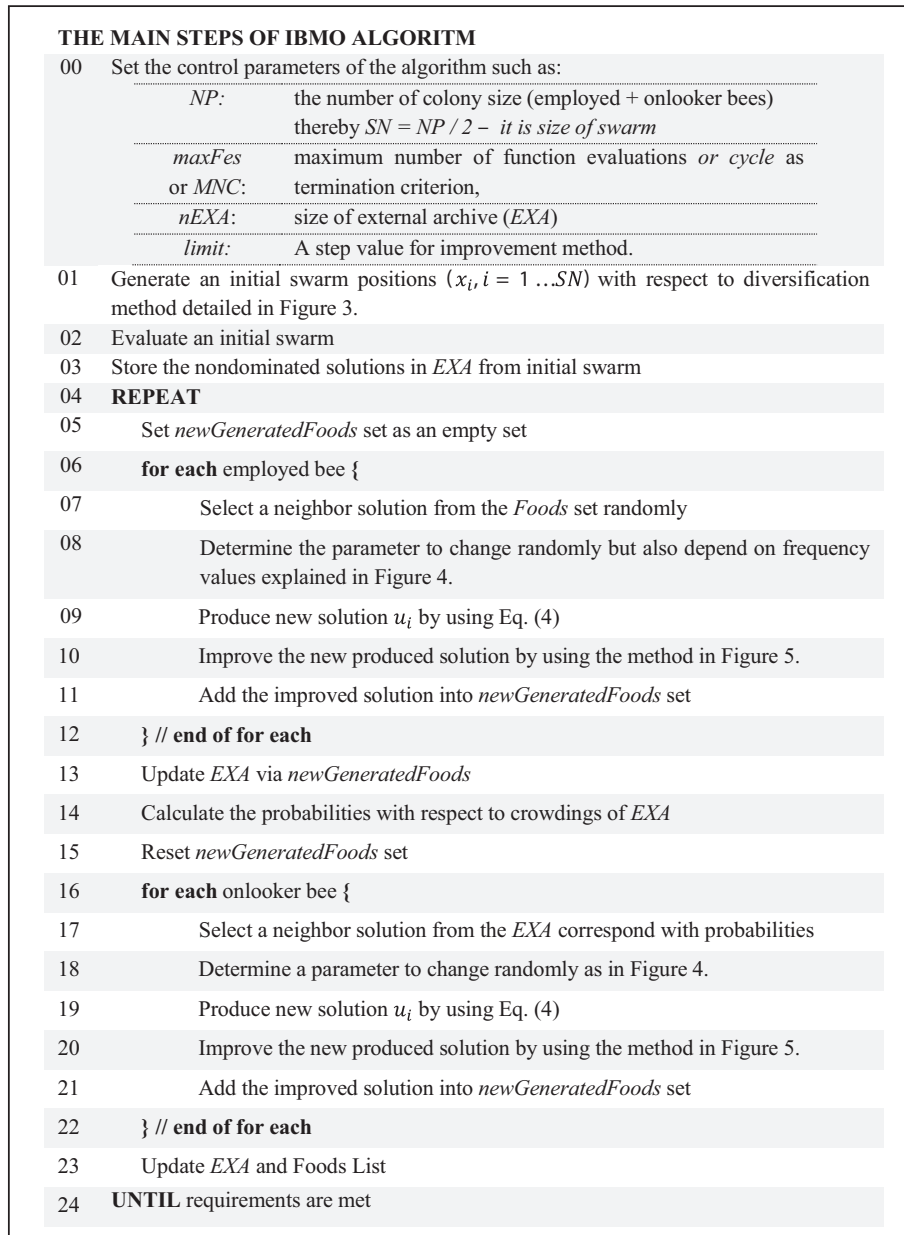 THE MAIN STEPS OF IBMO ALGORITM
00 Set the control parameters of the algorithm such as:
NP: the number of colony size (employed + onlooker bees)
thereby SN = NP / 2 – it is size of swarm
maxFes maximum number of function evaluations or cycle as
or MNC: termination criterion,
nEXA: size of external archive (EXA)
limit: A step value for improvement method.
01 Generate an initial swarm positions (x_i, i = 1 …SN) with respect to diversification
method detailed in Figure 3.
02 Evaluate an initial swarm
03 Store the nondominated solutions in EXA from initial swarm
04 REPEAT
05 Set newGeneratedFoods set as an empty set
06 for each employed bee {
07 Select a neighbor solution from the Foods set randomly
08 Determine the parameter to change randomly but also depend on frequency
values explained in Figure 4.
09 Produce new solution u_i by using Eq. (4)
10 Improve the new produced solution by using the method in Figure 5.
11 Add the improved solution into newGeneratedFoods set
12 } // end of for each
13 Update EXA via newGeneratedFoods
14 Calculate the probabilities with respect to crowdings of EXA
15 Reset newGeneratedFoods set
16 for each onlooker bee {
17 Select a neighbor solution from the EXA correspond with probabilities
18 Determine a parameter to change randomly as in Figure 4.
19 Produce new solution u_i by using Eq. (4)
20 Improve the new produced solution by using the method in Figure 5.
21 Add the improved solution into newGeneratedFoods set
22 } // end of for each
23 Update EXA and Foods List
24 UNTIL requirements are met